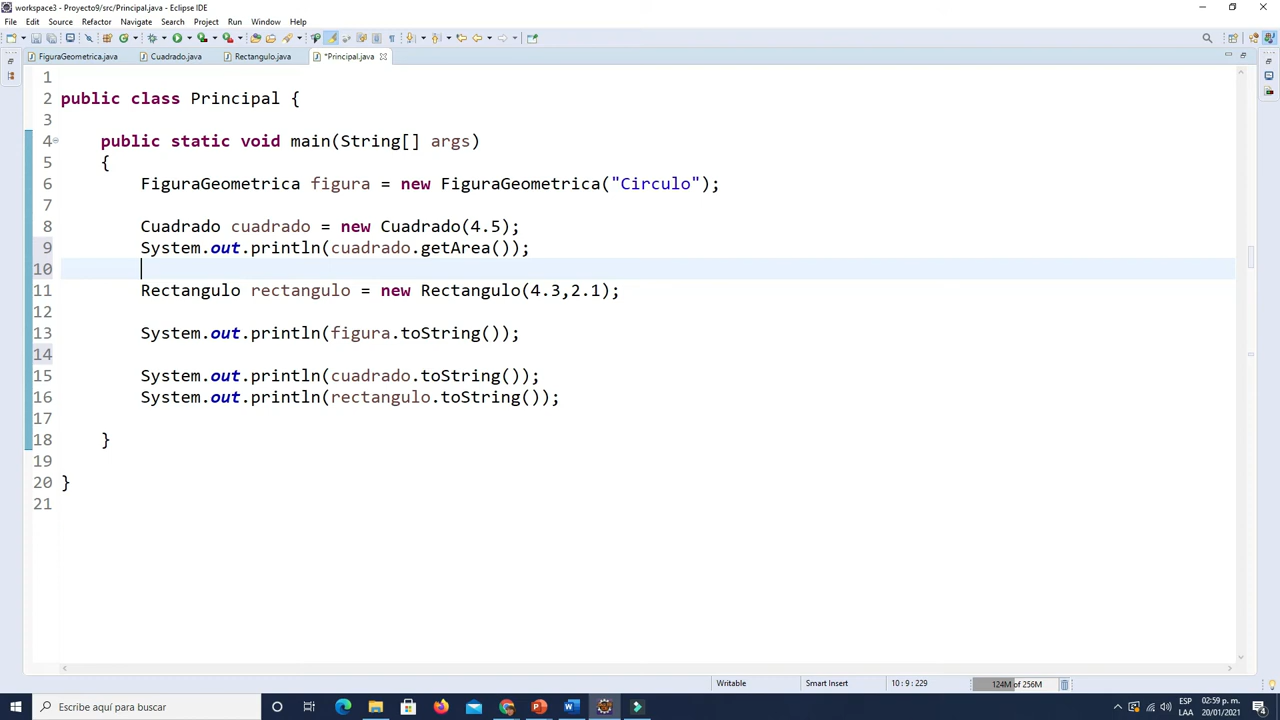 workspace3 - Proyecto9/src/Principal.java - Eclipse IDE
File Edit Source Refactor Navigate Search Project Run Window Help
FiguraGeometrica.java Cuadrado.java Rectangulo.java *Principal.java
1
2 public class Principal {
3
4 public static void main(String[] args)
5 {
6 FiguraGeometrica figura = new FiguraGeometrica("Circulo");
7
8 Cuadrado cuadrado = new Cuadrado(4.5);
9 System.out.println(cuadrado.getArea());
10
11 Rectangulo rectangulo = new Rectangulo(4.3,2.1);
12
13 System.out.println(figura.toString());
14
15 System.out.println(cuadrado.toString());
16 System.out.println(rectangulo.toString());
17
18 }
19
20 }
21
Writable Smart Insert 10 : 9 : 229 124M of 256M
Escribe aquí para buscar
ESP 02:59 p. m.
LAA 20/01/2021 4